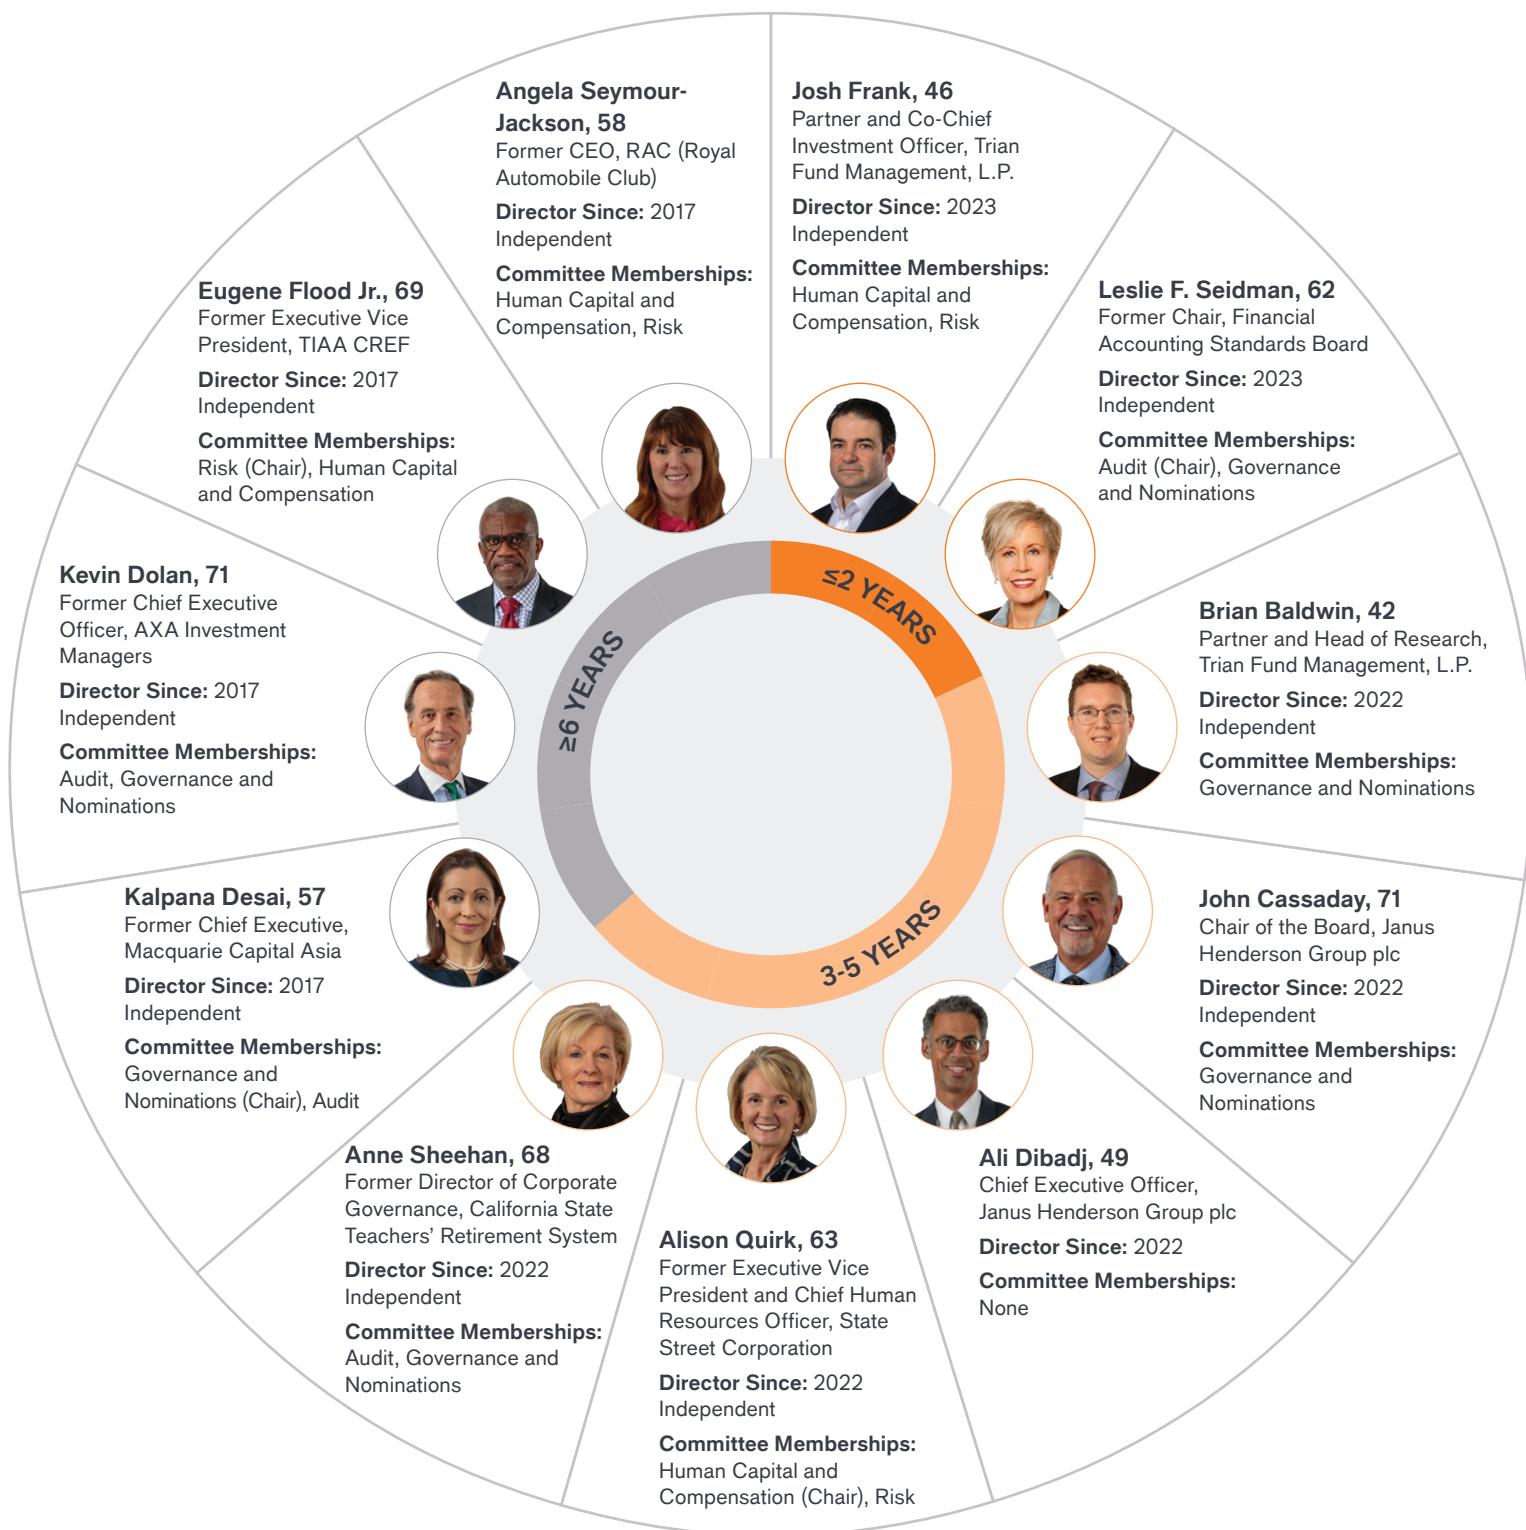 Angela Seymour-
Jackson, 58
Former CEO, RAC (Royal
Automobile Club)
Director Since: 2017
Independent
Committee Memberships:
Human Capital and
Compensation, Risk
Josh Frank, 46
Partner and Co-Chief
Investment Officer, Trian
Fund Management, L.P.
Director Since: 2023
Independent
Committee Memberships:
Human Capital and
Compensation, Risk
Leslie F. Seidman, 62
Former Chair, Financial
Accounting Standards Board
Director Since: 2023
Independent
Committee Memberships:
Audit (Chair), Governance
and Nominations
Brian Baldwin, 42
Partner and Head of Research,
Trian Fund Management, L.P.
Director Since: 2022
Independent
Committee Memberships:
Governance and Nominations
John Cassaday, 71
Chair of the Board, Janus
Henderson Group plc
Director Since: 2022
Independent
Committee Memberships:
Governance and
Nominations
Ali Dibadj, 49
Chief Executive Officer,
Janus Henderson Group plc
Director Since: 2022
Committee Memberships:
None
Alison Quirk, 63
Former Executive Vice
President and Chief Human
Resources Officer, State
Street Corporation
Director Since: 2022
Independent
Committee Memberships:
Human Capital and
Compensation (Chair), Risk
Anne Sheehan, 68
Former Director of Corporate
Governance, California State
Teachers’ Retirement System
Director Since: 2022
Independent
Committee Memberships:
Audit, Governance and
Nominations
Kalpana Desai, 57
Former Chief Executive,
Macquarie Capital Asia
Director Since: 2017
Independent
Committee Memberships:
Governance and
Nominations (Chair), Audit
Kevin Dolan, 71
Former Chief Executive
Officer, AXA Investment
Managers
Director Since: 2017
Independent
Committee Memberships:
Audit, Governance and
Nominations
Eugene Flood Jr., 69
Former Executive Vice
President, TIAA CREF
Director Since: 2017
Independent
Committee Memberships:
Risk (Chair), Human Capital
and Compensation
≤2 YEARS
3-5 YEARS
≥6 YEARS